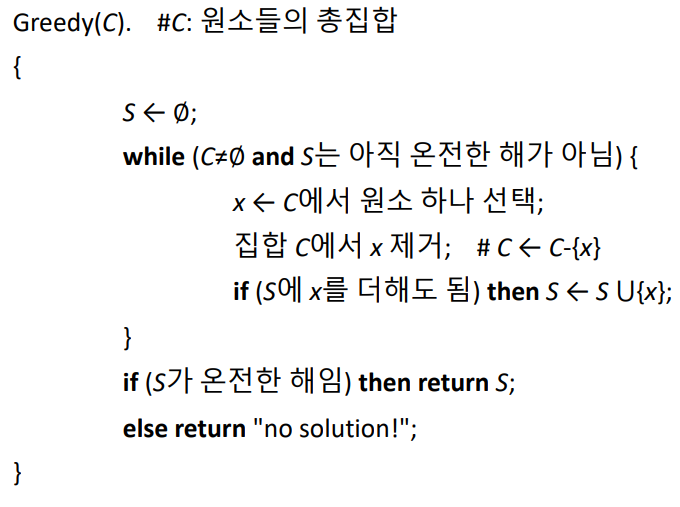 Greedy(C). #C: 원소들의 총집합
{
S ← ∅;
while (C≠∅ and S는 아직 온전한 해가 아님) {
x ← C에서 원소 하나 선택;
집합 C에서 x 제거; # C ← C-{x}
if (S에 x를 더해도 됨) then S ← S ∪{x};
}
if (S가 온전한 해임) then return S;
else return "no solution!";
}